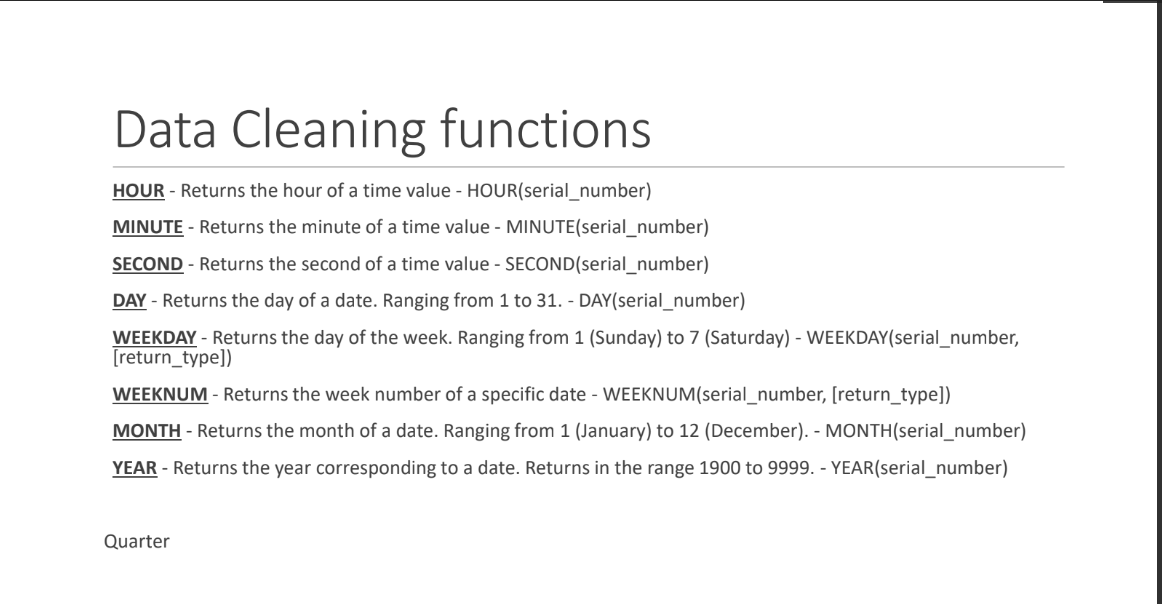 Data Cleaning functions
HOUR - Returns the hour of a time value - HOUR(serial_number)
MINUTE - Returns the minute of a time value - MINUTE(serial_number)
SECOND - Returns the second of a time value - SECOND(serial_number)
DAY - Returns the day of a date. Ranging from 1 to 31. - DAY(serial_number)
WEEKDAY - Returns the day of the week. Ranging from 1 (Sunday) to 7 (Saturday) - WEEKDAY(serial_number,
[return_type])
WEEKNUM - Returns the week number of a specific date - WEEKNUM(serial_number, [return_type])
MONTH - Returns the month of a date. Ranging from 1 (January) to 12 (December). - MONTH(serial_number)
YEAR - Returns the year corresponding to a date. Returns in the range 1900 to 9999. - YEAR(serial_number)
Quarter